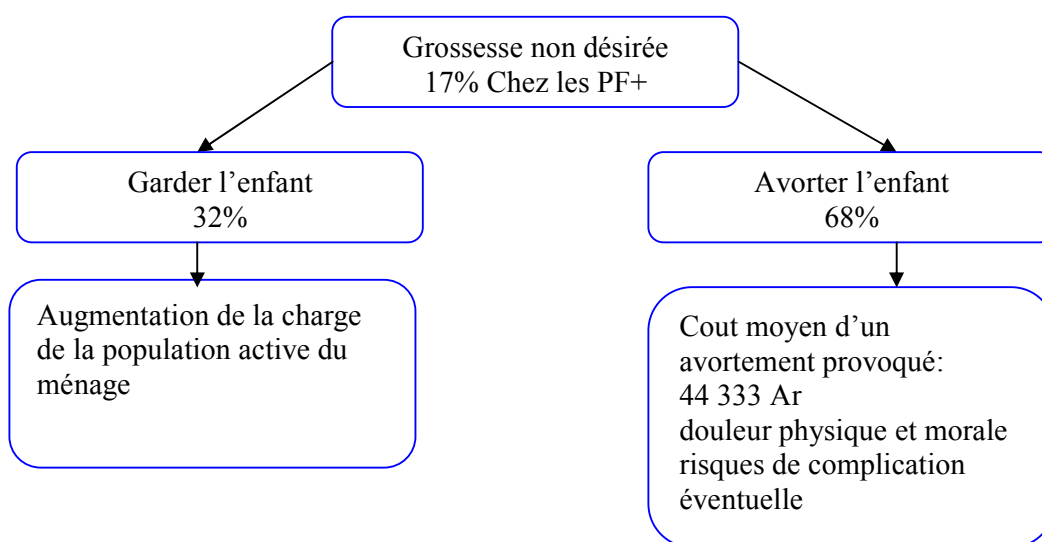 Grossesse non désirée
17% Chez les PF+
Garder l’enfant
32%
Avorter l’enfant
68%
Augmentation de la charge
de la population active du
ménage
Cout moyen d’un
avortement provoqué:
44 333 Ar
douleur physique et morale
risques de complication
éventuelle